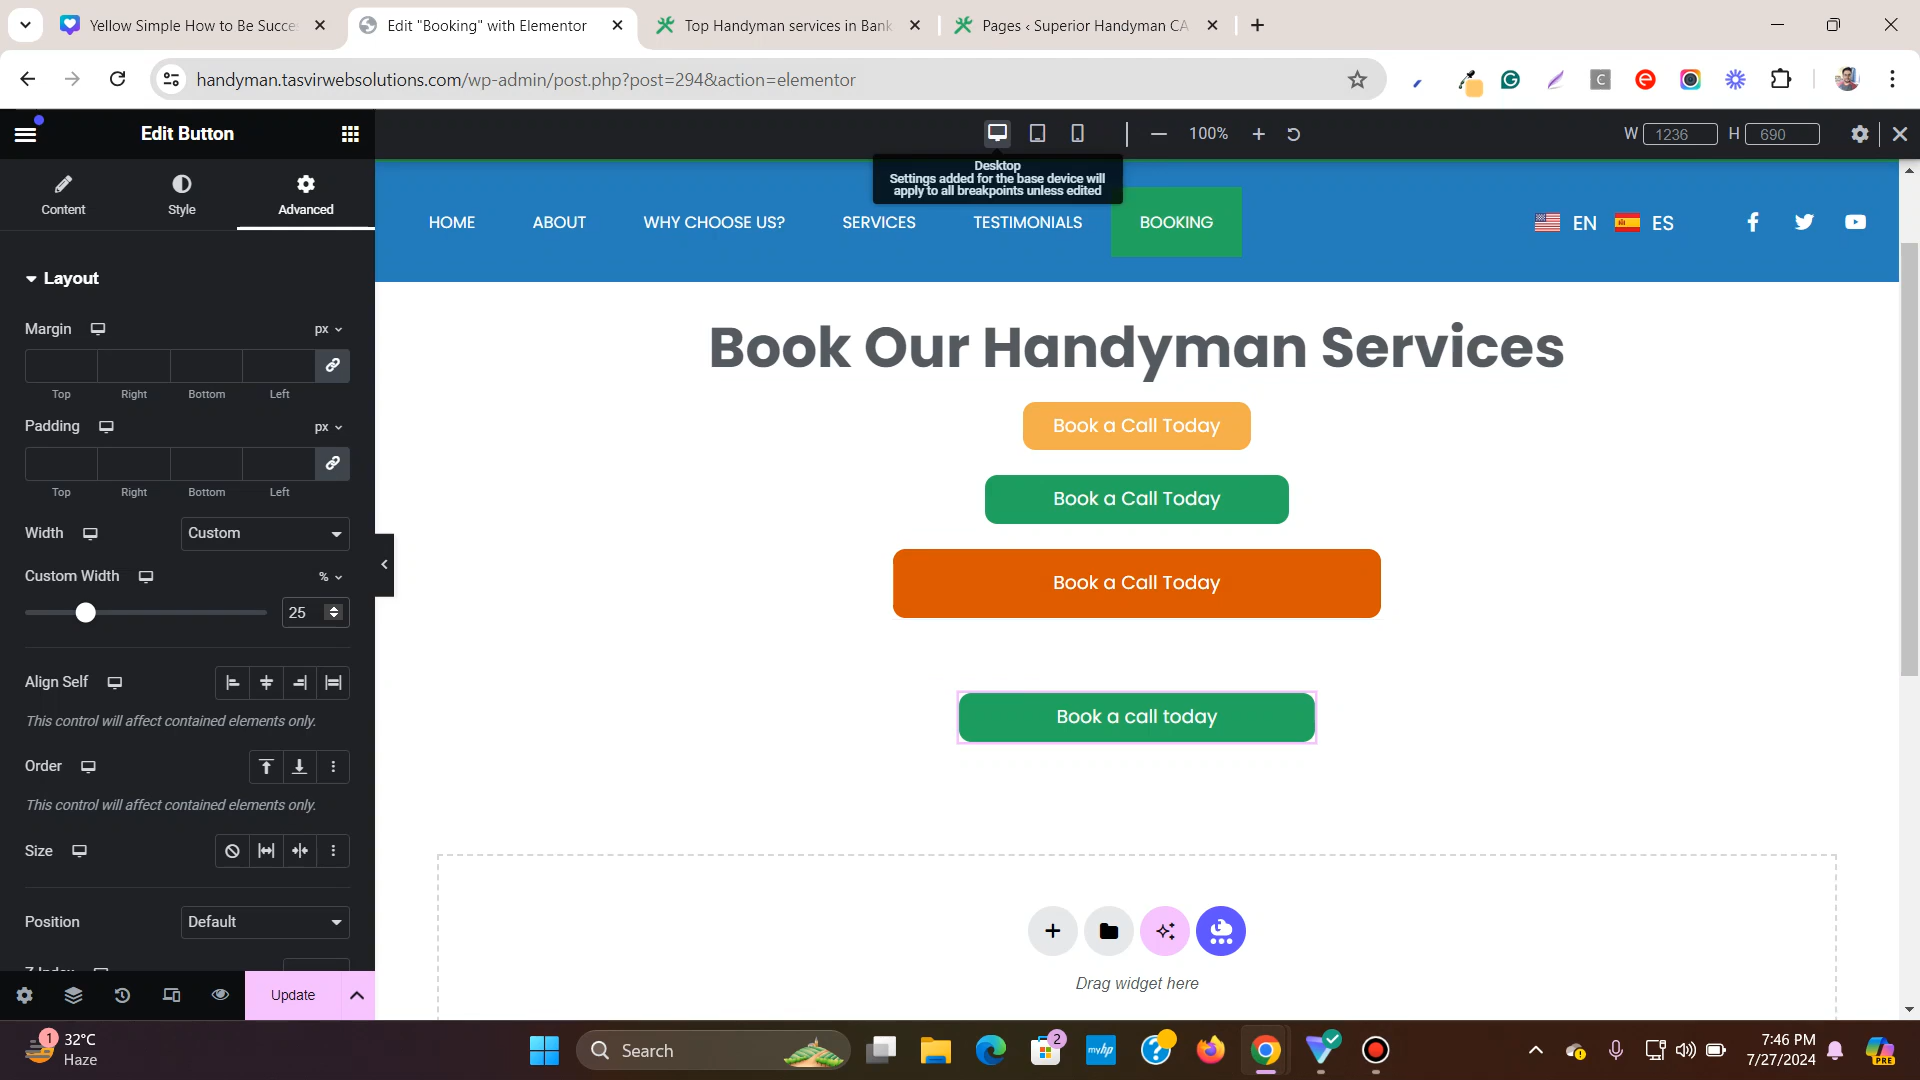 Yellow Simple How to Be Succe
Edit "Booking" with Elementor
Top Handyman services in Bank
Pages ‹ Superior Handyman CA
handyman.tasvirwebsolutions.com/wp-admin/post.php?post=294&action=elementor
Edit Button
100%
W 1236 H 690
Desktop
Settings added for the base device will
apply to all breakpoints unless edited
Content
Style
Advanced
HOME
ABOUT
WHY CHOOSE US?
SERVICES
TESTIMONIALS
BOOKING
EN
ES
Layout
Margin
px
Top
Right
Bottom
Left
Padding
px
Top
Right
Bottom
Left
Width
Custom
Custom Width
%
25
Align Self
This control will affect contained elements only.
Order
This control will affect contained elements only.
Size
Position
Default
Update
Book Our Handyman Services
Book a Call Today
Book a Call Today
Book a Call Today
Book a call today
Drag widget here
1
32°C
Haze
Search
2
myhp
7:46 PM
7/27/2024
PRE